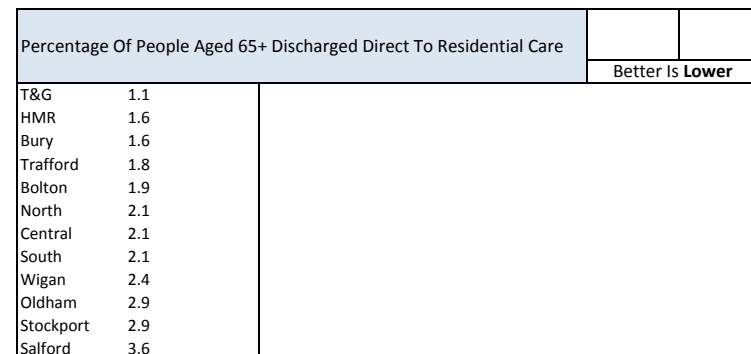 Percentage Of People Aged 65+ Discharged Direct To Residential Care
Better Is Lower
T&G 1.1
HMR 1.6
Bury 1.6
Trafford 1.8
Bolton 1.9
North 2.1
Central 2.1
South 2.1
Wigan 2.4
Oldham 2.9
Stockport 2.9
Salford 3.6